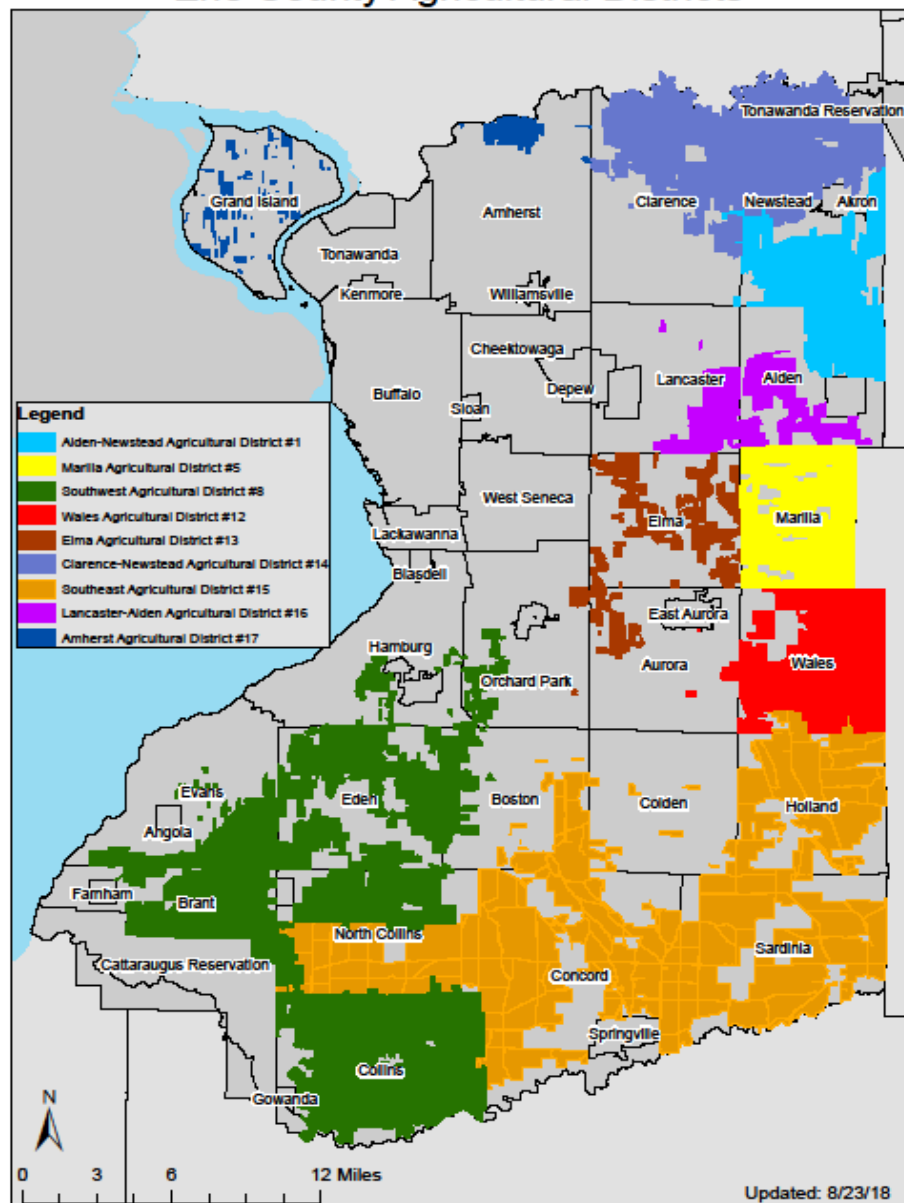 Erie County Agricultural Districts
Tonawanda Reservation
Grand Island
Amherst
Clarence
Newstead
Akron
Tonawanda
Kenmore
Williamsville
Cheektowaga
Buffalo
Depew
Lancaster
Alden
Sloan
Legend
Alden-Newstead Agricultural District #1
Marilla Agricultural District #5
Southwest Agricultural District #8
Wales Agricultural District #12
Elma Agricultural District #13
Clarence-Newstead Agricultural District #14
Southeast Agricultural District #15
Lancaster-Alden Agricultural District #16
Amherst Agricultural District #17
West Seneca
Elma
Marilla
Lackawanna
Blasdell
East Aurora
Hamburg
Orchard Park
Aurora
Wales
Evans
Eden
Boston
Colden
Holland
Angola
Farnham
Brant
North Collins
Cattaraugus Reservation
Concord
Sardinia
Springville
Collins
Gowanda
N
0 3 6 12 Miles
Updated: 8/23/18